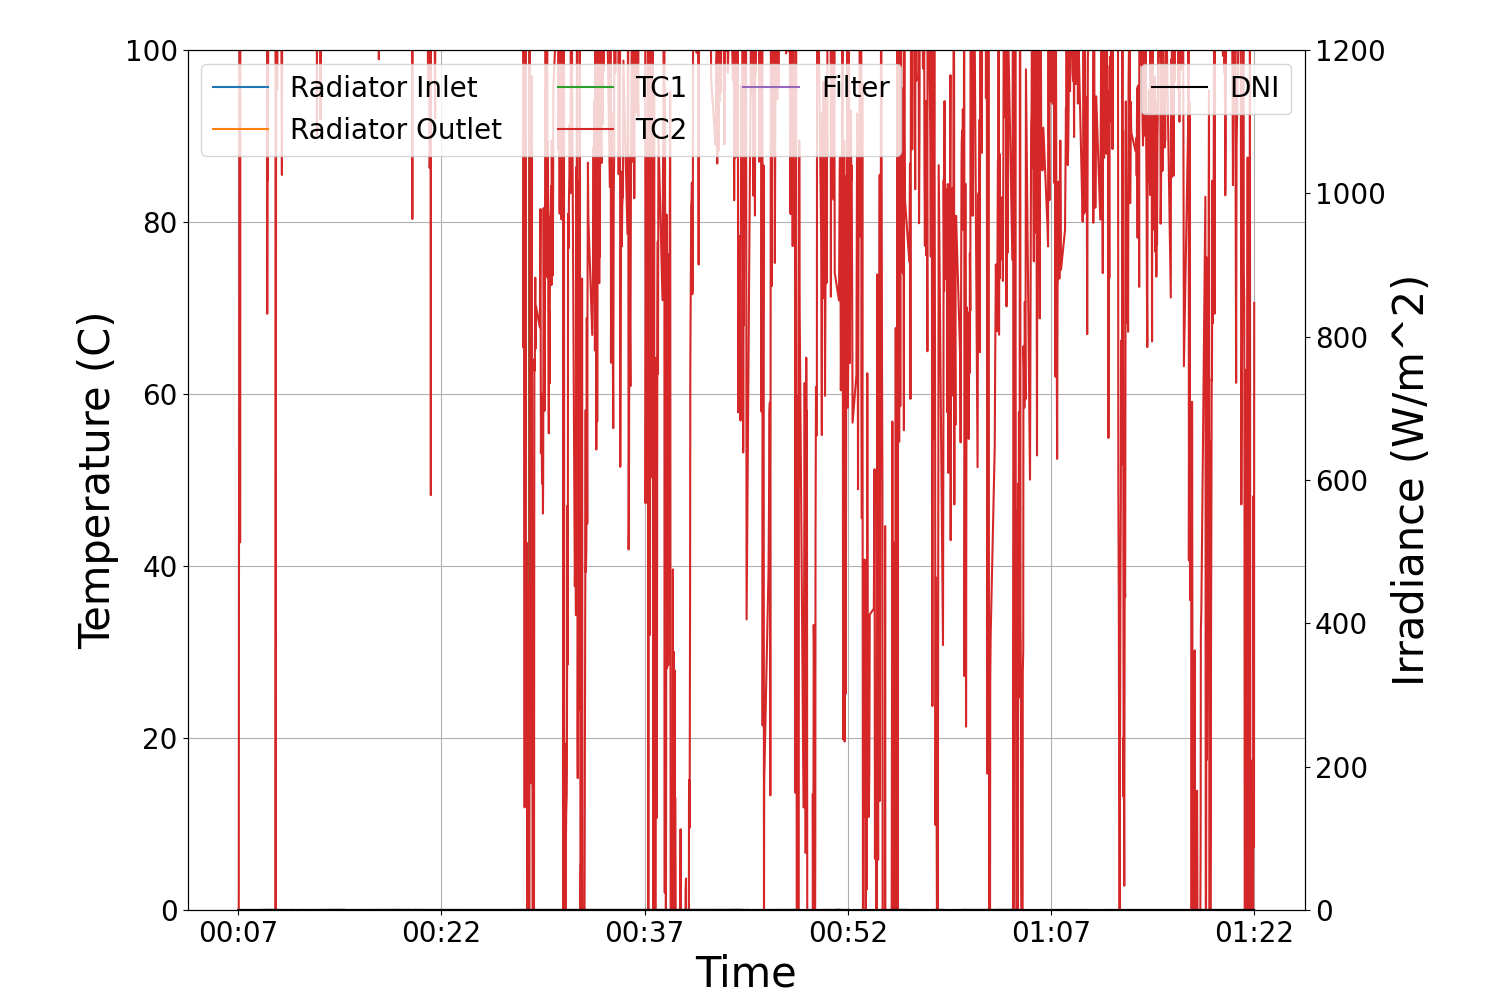 100
80
60
40
20
0
Temperature (C)
Radiator Inlet
Radiator Outlet
TC1
TC2
Filter
DNI
1200
1000
800
600
400
200
0
Irradiance (W/m^2)
00:07 00:22 00:37 00:52 01:07 01:22
Time